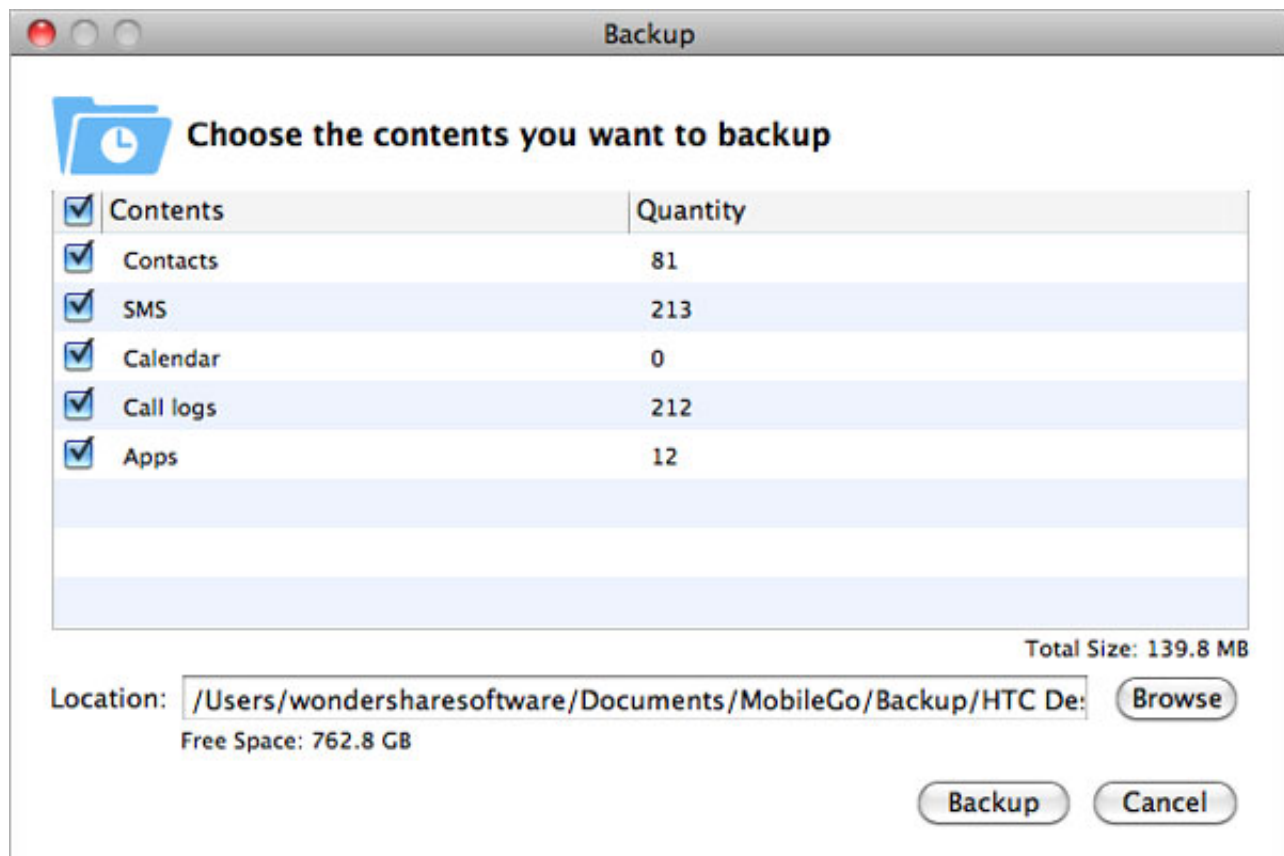 Backup
Choose the contents you want to backup
Contents Quantity
Contacts 81
SMS 213
Calendar 0
Call logs 212
Apps 12
Total Size: 139.8 MB
Location: /Users/wondersharesoftware/Documents/MobileGo/Backup/HTC De Browse
Free Space: 762.8 GB
Backup Cancel